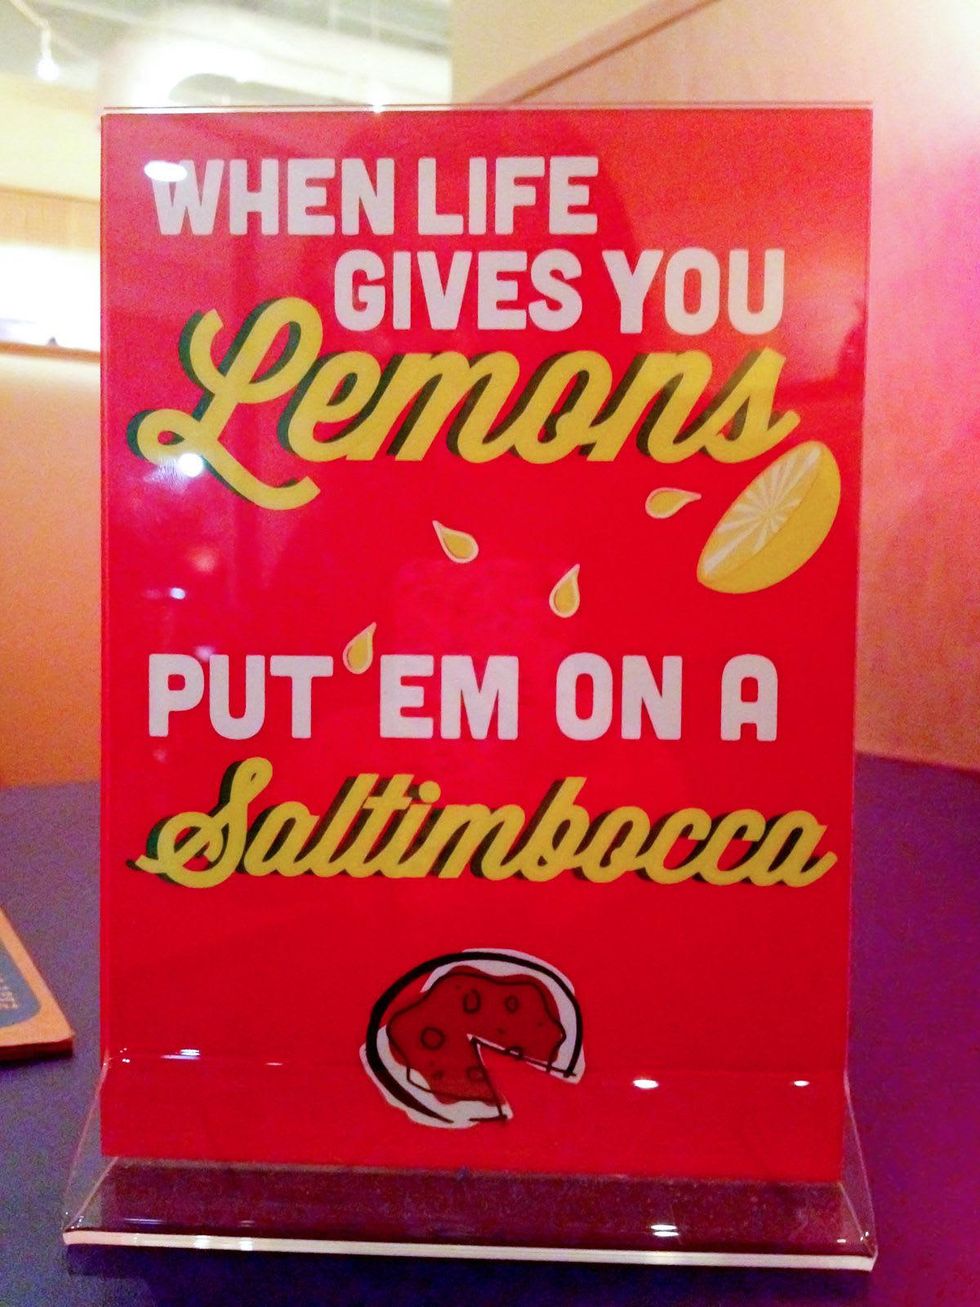 WHEN LIFE
GIVES YOU
Lemons
PUT 'EM ON A
Saltimbocca